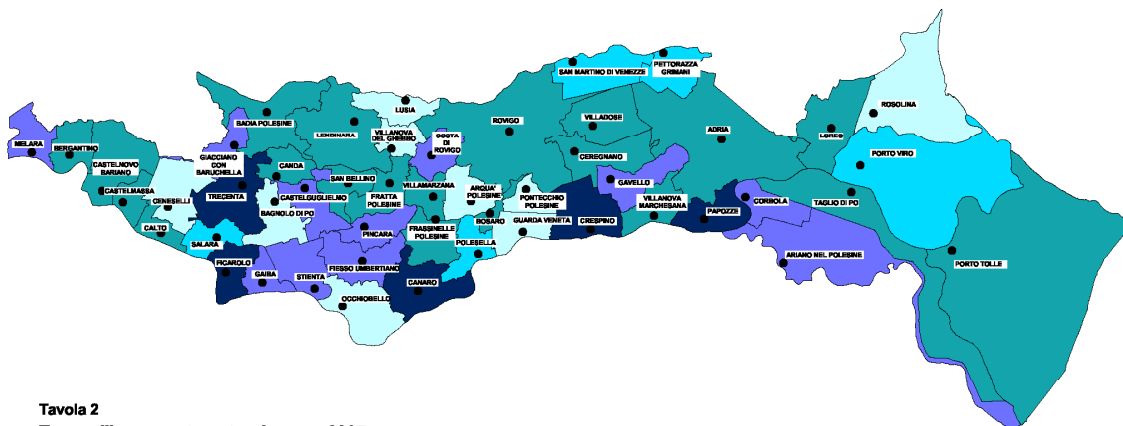 PETTORAZZA
GRIMANI
SAN MARTINO DI VENEZZE
ROSOLINA
LUSIA
BADIA POLESINE
LENDINARA
ROVIGO
VILLADOSE
ADRIA
LOREO
VILLANOVA
DEL GHEBBO
COSTA
DI
ROVIGO
MELARA
BERGANTINO
GIACCIANO
CON
BARUCHELLA
CANDA
CEREGNANO
PORTO VIRO
CASTELNOVO
BARIANO
CASTELMASSA
CENESELLI
TRECENTA
CASTELGUGLIELMO
SAN BELLINO
FRATTA
POLESINE
VILLAMARZANA
ARQUA'
POLESINE
PONTECCHIO
POLESINE
GAVELLO
VILLANOVA
MARCHESANA
CORBOLA
TAGLIO DI PO
BAGNOLO DI PO
BOSARO
GUARDA VENETA
CRESPINO
PAPOZZE
CALTO
SALARA
PINCARA
FRASSINELLE
POLESINE
POLESELLA
FICAROLO
GAIBA
STIENTA
FIESSO UMBERTIANO
CANARO
OCCHIOBELLO
ARIANO NEL POLESINE
PORTO TOLLE
Tavola 2